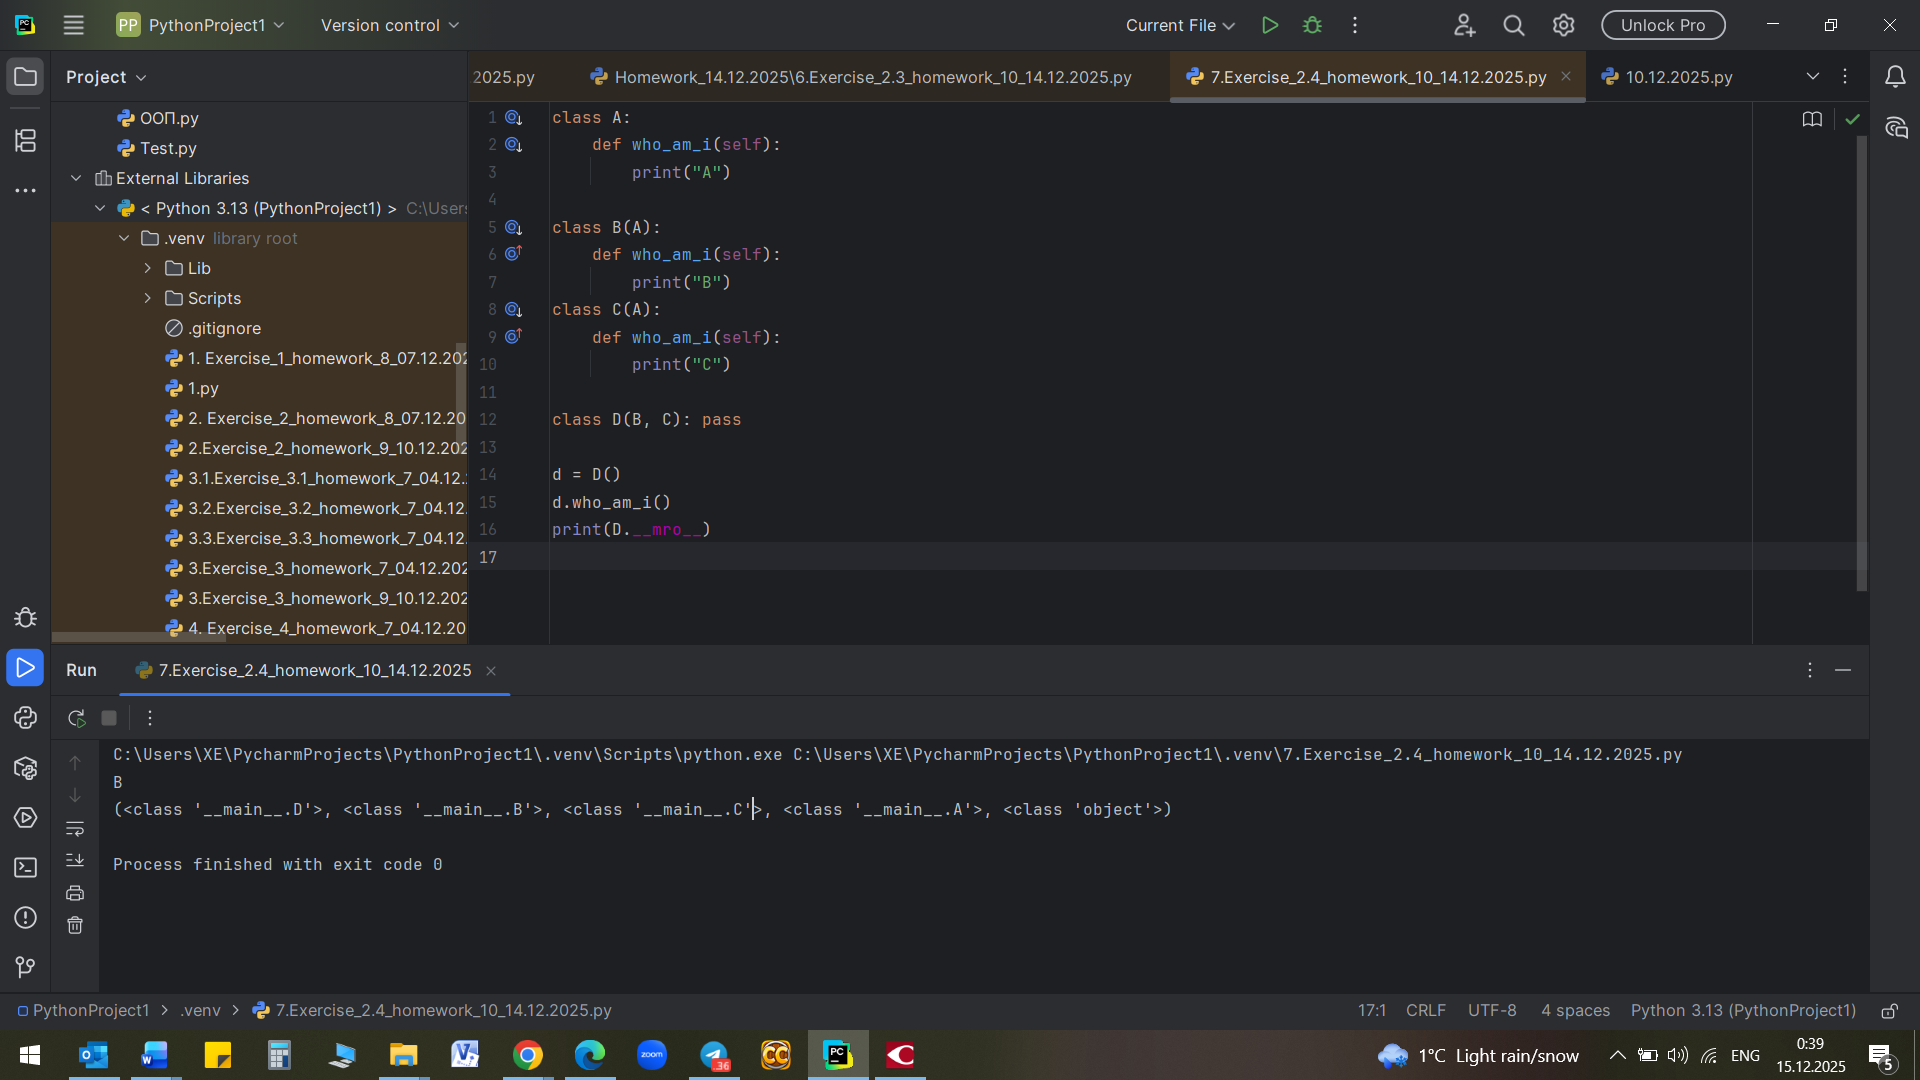 PP PythonProject1 Version control Current File Unlock Pro
Project
2025.py Homework_14.12.2025\6.Exercise_2.3_homework_10_14.12.2025.py 7.Exercise_2.4_homework_10_14.12.2025.py 10.12.2025.py
ООП.py
Test.py
External Libraries
< Python 3.13 (PythonProject1) > C:\Users
.venv library root
Lib
Scripts
.gitignore
1. Exercise_1_homework_8_07.12.202
1.py
2. Exercise_2_homework_8_07.12.20
2.Exercise_2_homework_9_10.12.202
3.1.Exercise_3.1_homework_7_04.12.
3.2.Exercise_3.2_homework_7_04.12.
3.3.Exercise_3.3_homework_7_04.12.
3.Exercise_3_homework_7_04.12.202
3.Exercise_3_homework_9_10.12.202
4. Exercise_4_homework_7_04.12.20
1 class A:
2 def who_am_i(self):
3 print("A")
4
5 class B(A):
6 def who_am_i(self):
7 print("B")
8 class C(A):
9 def who_am_i(self):
10 print("C")
11
12 class D(B, C): pass
13
14 d = D()
15 d.who_am_i()
16 print(D.__mro__)
17
Run 7.Exercise_2.4_homework_10_14.12.2025
C:\Users\XE\PycharmProjects\PythonProject1\.venv\Scripts\python.exe C:\Users\XE\PycharmProjects\PythonProject1\.venv\7.Exercise_2.4_homework_10_14.12.2025.py
B
(<class '__main__.D'>, <class '__main__.B'>, <class '__main__.C'>, <class '__main__.A'>, <class 'object'>)
Process finished with exit code 0
PythonProject1 > .venv > 7.Exercise_2.4_homework_10_14.12.2025.py 17:1 CRLF UTF-8 4 spaces Python 3.13 (PythonProject1)
zoom 36 PC 1°C Light rain/snow ENG 0:39
15.12.2025 5